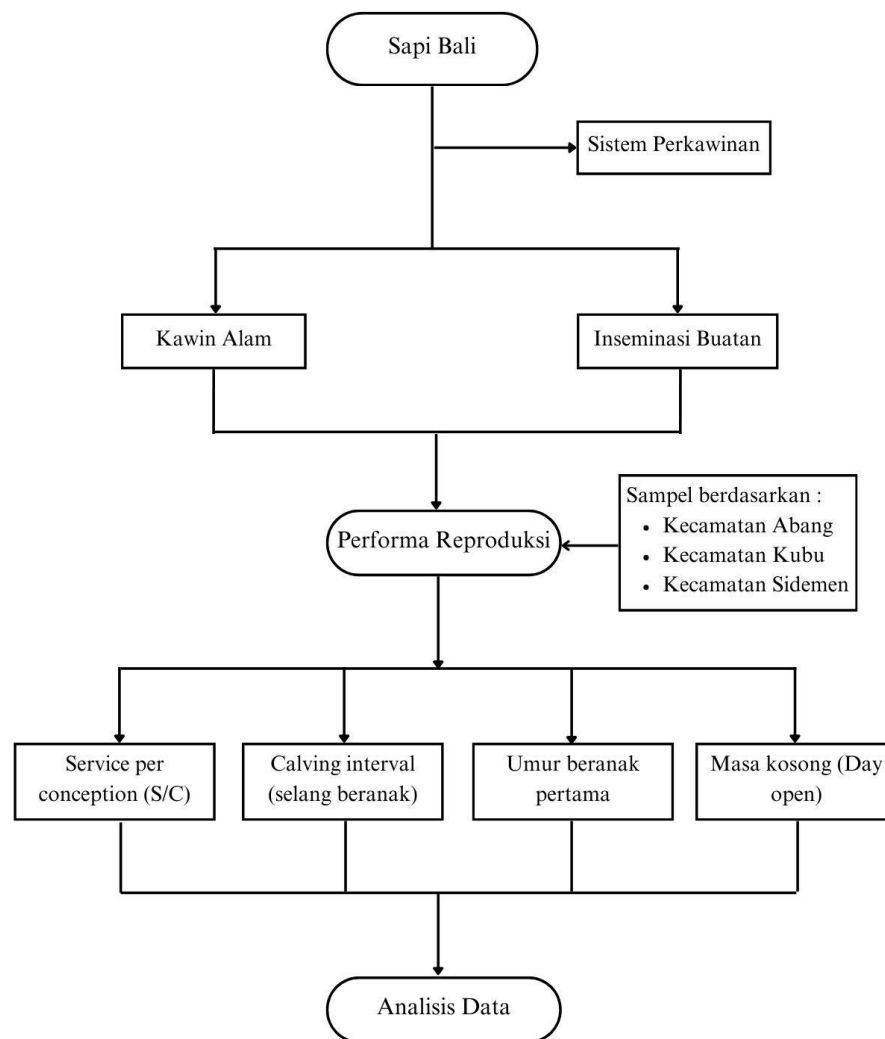 Sapi Bali
Sistem Perkawinan
Kawin Alam
Inseminasi Buatan
Sampel berdasarkan :
• Kecamatan Abang
• Kecamatan Kubu
• Kecamatan Sidemen
Performa Reproduksi
Service per
conception (S/C)
Calving interval
(selang beranak)
Umur beranak
pertama
Masa kosong (Day
open)
Analisis Data